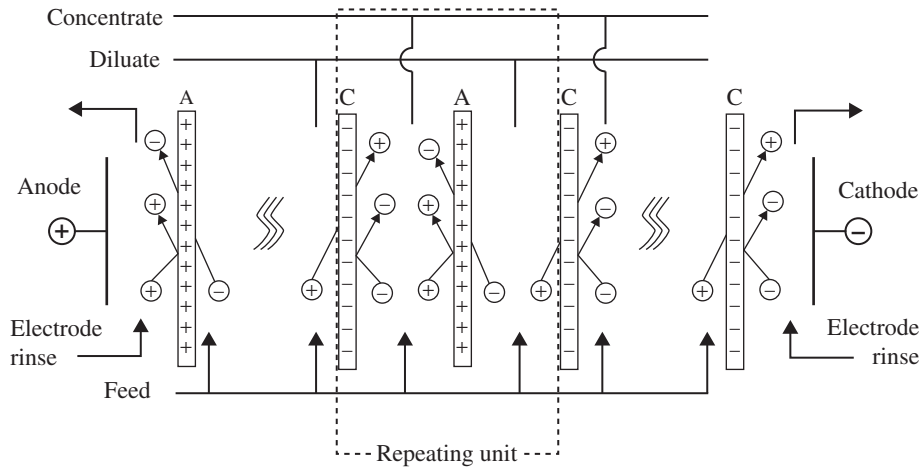 Concentrate
Diluate
A
C
A
C
C
Anode
Cathode
Electrode
rinse
Electrode
rinse
Feed
Repeating unit